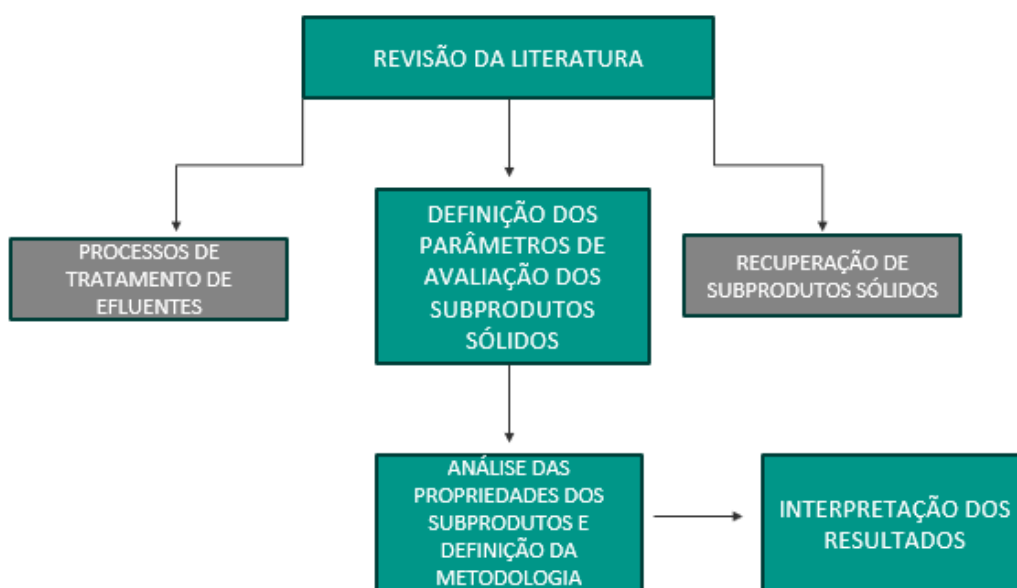 REVISÃO DA LITERATURA
PROCESSOS DE
TRATAMENTO DE
EFLUENTES
DEFINIÇÃO DOS
PARÂMETROS DE
AVALIAÇÃO DOS
SUBPRODUTOS
SÓLIDOS
RECUPERAÇÃO DE
SUBPRODUTOS SÓLIDOS
ANÁLISE DAS
PROPRIEDADES DOS
SUBPRODUTOS E
DEFINIÇÃO DA
METODOLOGIA
INTERPRETAÇÃO DOS
RESULTADOS